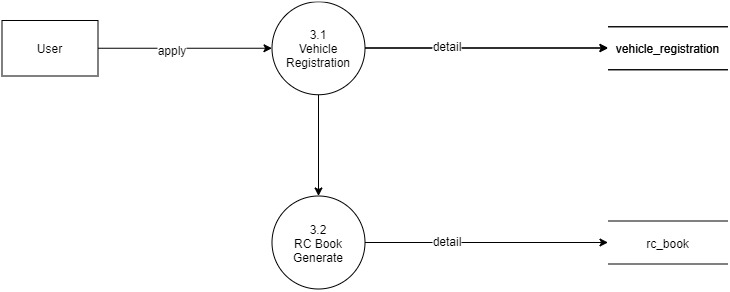 User
apply
3.1
Vehicle
Registration
detail
vehicle_registration
3.2
RC Book
Generate
detail
rc_book